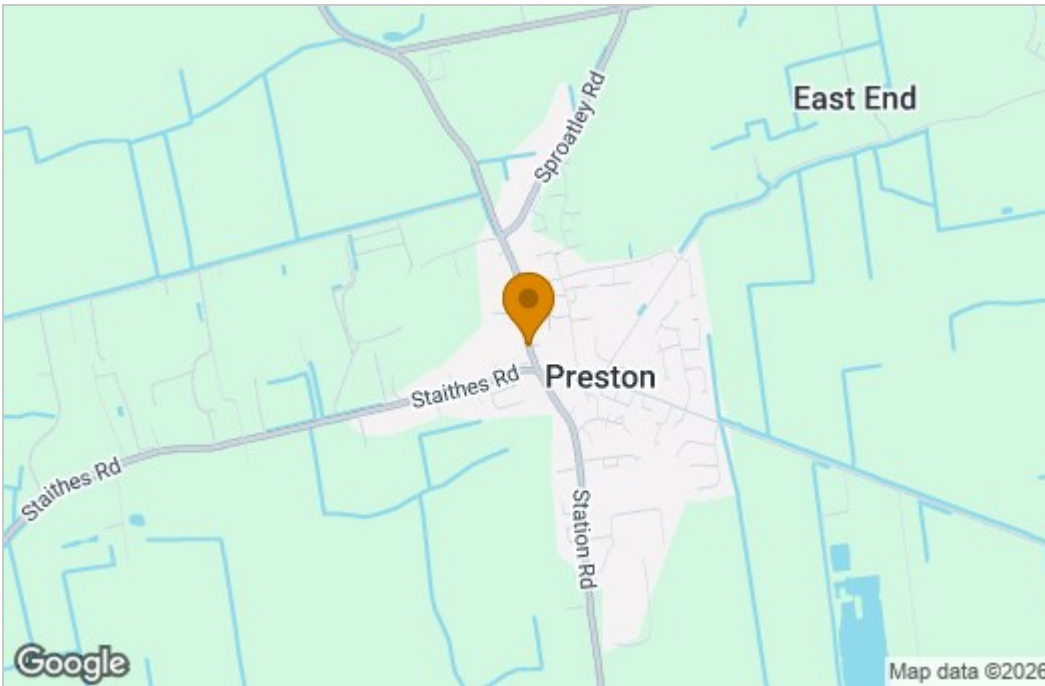 Sproatley Rd
East End
Staithes Rd
Preston
Staithes Rd
Station Rd
Google
Map data ©2026